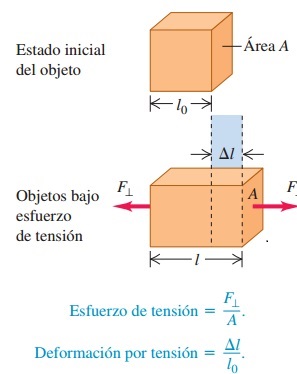 Estado inicial
del objeto
Área A
l₀
Δl
Objetos bajo
esfuerzo
de tensión
F⊥
A
F
l
Esfuerzo de tensión = F⊥/A.
Deformación por tensión = Δl/l₀.